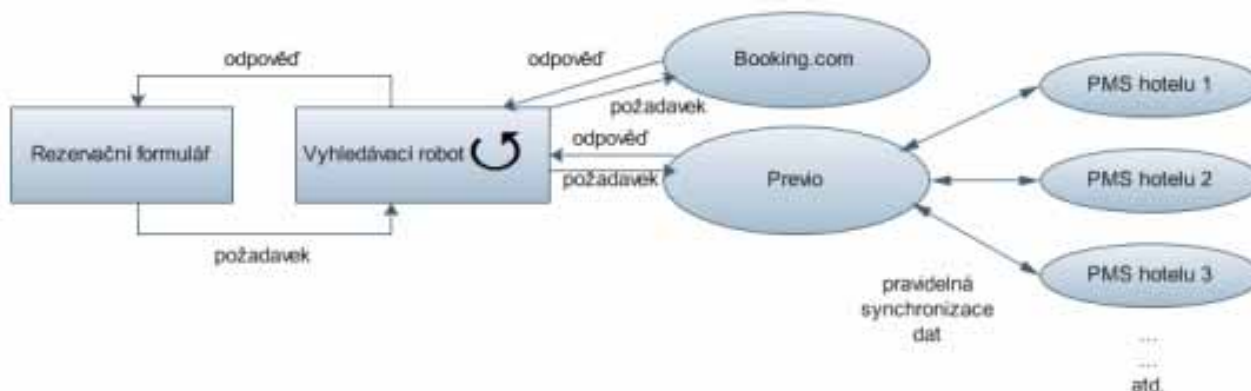 odpověď
odpověď
Booking.com
PMS hotelu 1
požadavek
odpověď
Rezervační formulář
Vyhledávací robot
požadavek
Previo
PMS hotelu 2
požadavek
PMS hotelu 3
pravidelná
synchronizace
dat
...
...
atd.